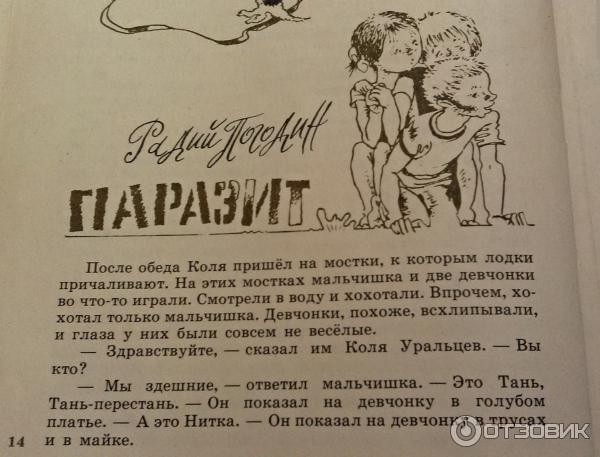 Радий Погодин
ПАРАЗИТ
После обеда Коля пришёл на мостки, к которым лодки
причаливают. На этих мостках мальчишка и две девчонки
во что-то играли. Смотрели в воду и хохотали. Впрочем, хо-
хотал только мальчишка. Девчонки, похоже, всхлипывали,
и глаза у них были совсем не весёлые.
— Здравствуйте, — сказал им Коля Уральцев. — Вы
кто?
— Мы здешние, — ответил мальчишка. — Это Тань,
Тань-перестань. — Он показал на девчонку в голубом
платье. — А это Нитка. — Он показал на девчонку в трусах
и в майке.
14
ОТЗОВИК